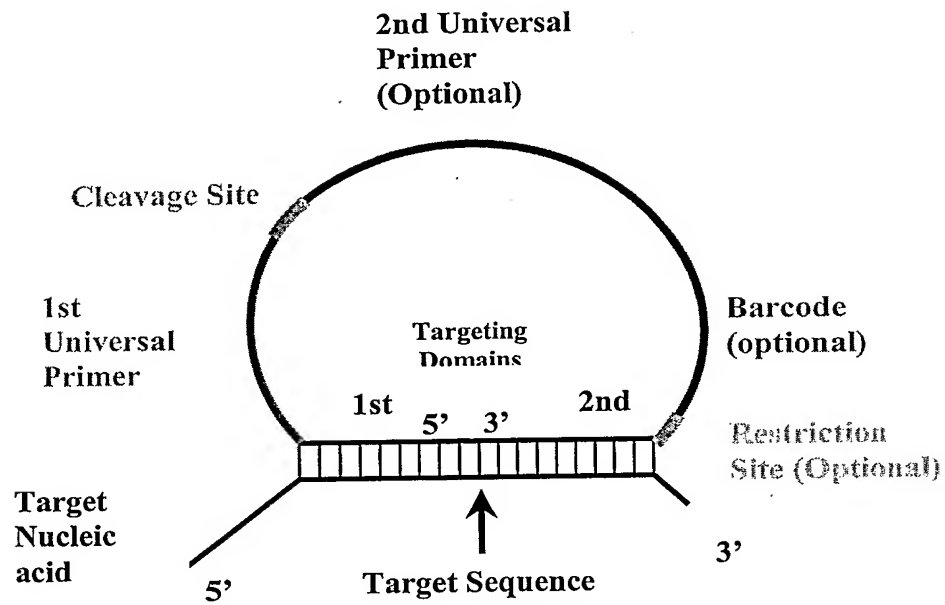 2nd Universal
Primer
(Optional)
Cleavage Site
1st
Universal
Primer
Targeting
Domains
Barcode
(optional)
1st 5’ 3’ 2nd
Restriction
Site (Optional)
Target
Nucleic
acid
5’
Target Sequence
3’